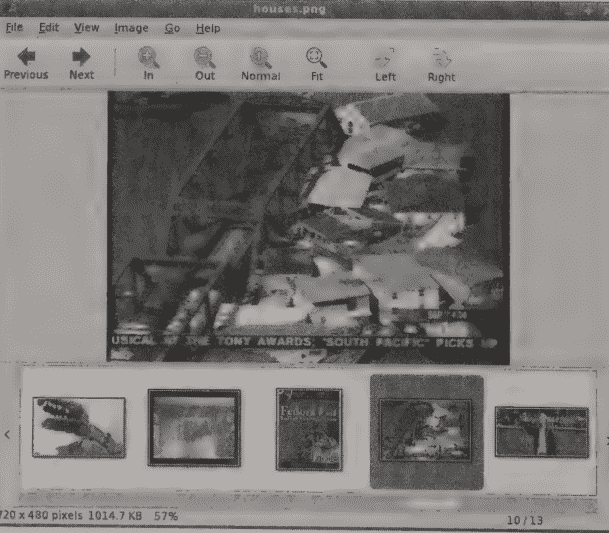 houses.png
File Edit View Image Go Help
Previous Next In Out Normal Fit Left Right
USICAL AT THE TONY AWARDS, "SOUTH PACIFIC" PICKS UP
720 x 480 pixels 1014.7 KB 57%
10 / 13